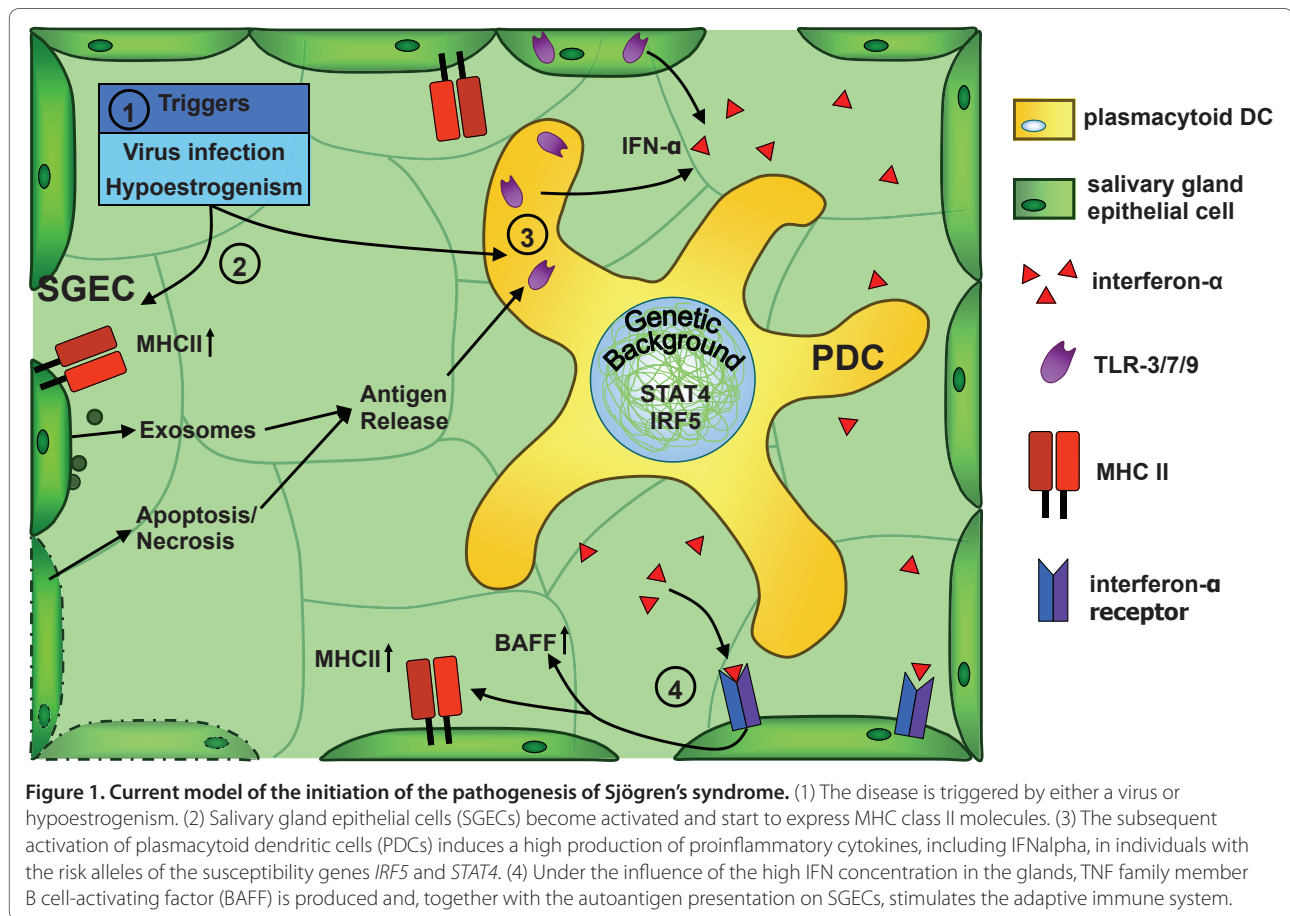 1 Triggers
Virus infection
Hypoestrogenism
2
SGEC
MHCII↑
Exosomes
Apoptosis/
Necrosis
Antigen
Release
3
IFN-α
Genetic
Background
STAT4
IRF5
PDC
MHCII↑
BAFF↑
4
plasmacytoid DC
salivary gland
epithelial cell
interferon-α
TLR-3/7/9
MHC II
interferon-α
receptor
Figure 1. Current model of the initiation of the pathogenesis of Sjögren’s syndrome. (1) The disease is triggered by either a virus or
hypoestrogenism. (2) Salivary gland epithelial cells (SGECs) become activated and start to express MHC class II molecules. (3) The subsequent
activation of plasmacytoid dendritic cells (PDCs) induces a high production of proinflammatory cytokines, including IFNalpha, in individuals with
the risk alleles of the susceptibility genes IRF5 and STAT4. (4) Under the influence of the high IFN concentration in the glands, TNF family member
B cell-activating factor (BAFF) is produced and, together with the autoantigen presentation on SGECs, stimulates the adaptive immune system.